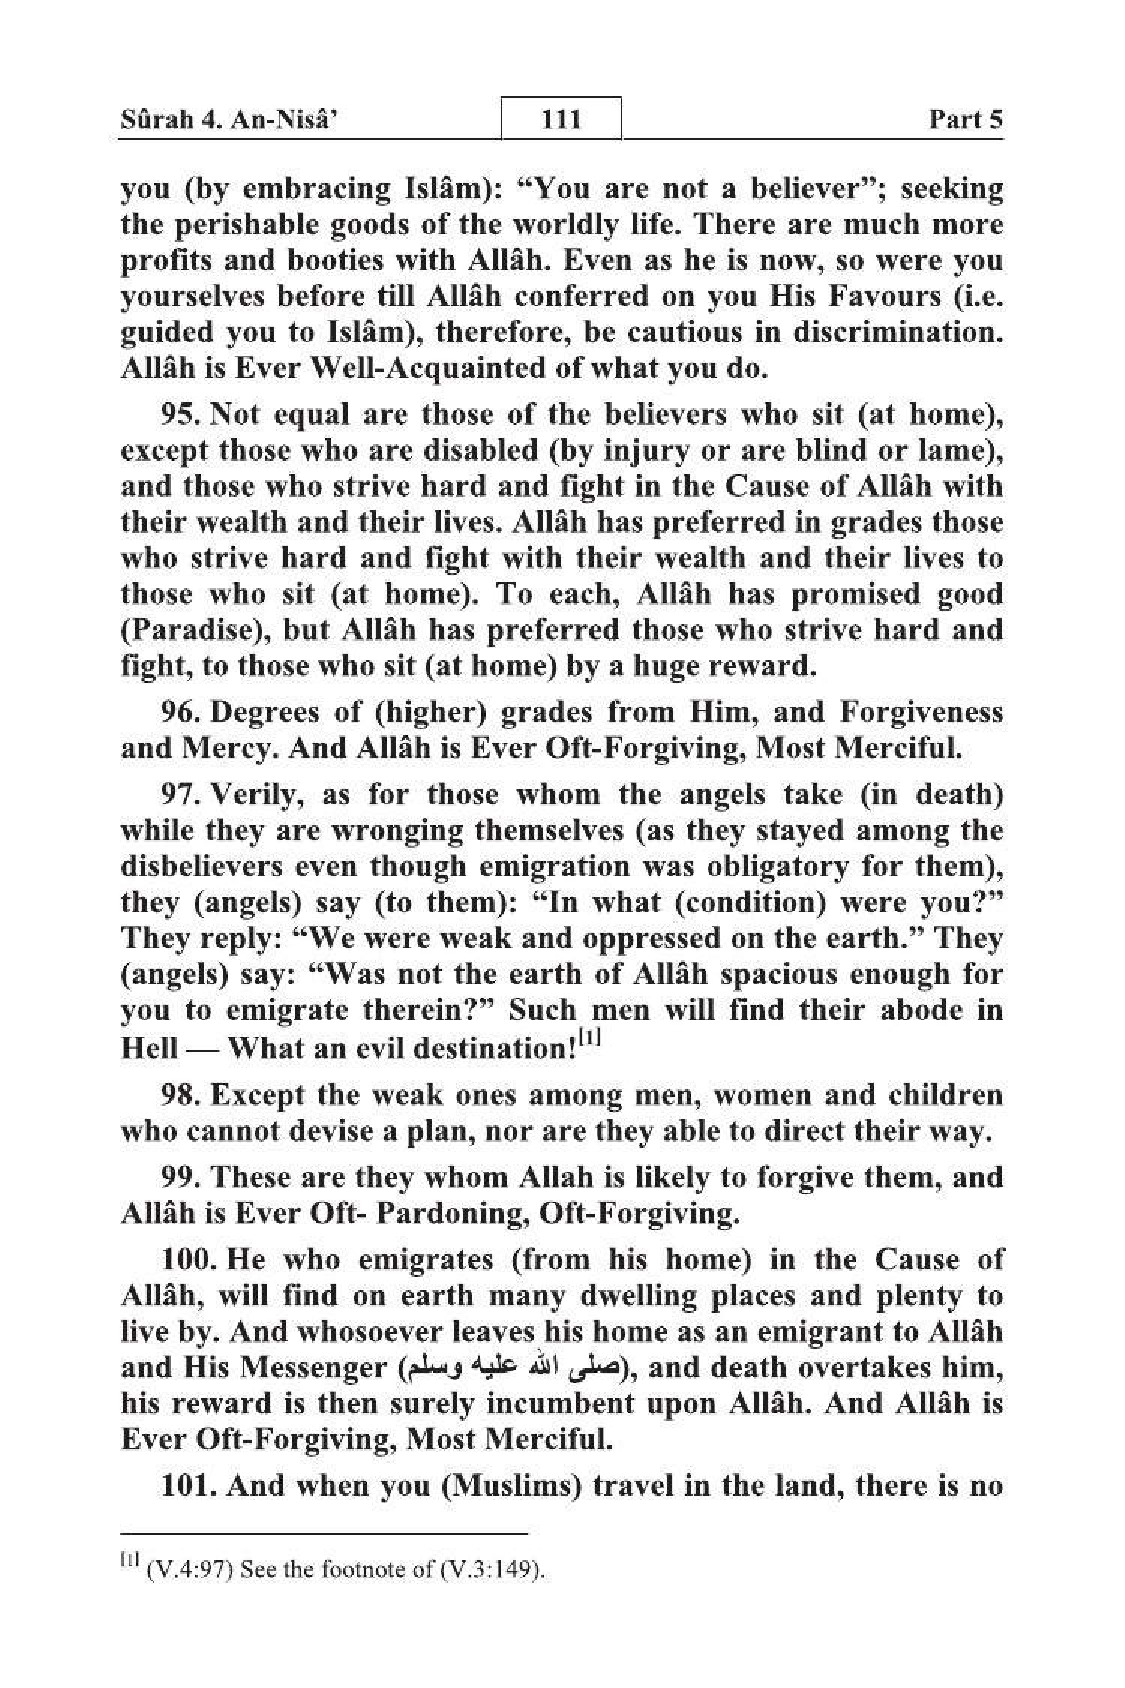 Sûrah 4. An-Nisâ’ 111 Part 5
you (by embracing Islâm): “You are not a believer”; seeking
the perishable goods of the worldly life. There are much more
profits and booties with Allâh. Even as he is now, so were you
yourselves before till Allâh conferred on you His Favours (i.e.
guided you to Islâm), therefore, be cautious in discrimination.
Allâh is Ever Well-Acquainted of what you do.
95. Not equal are those of the believers who sit (at home),
except those who are disabled (by injury or are blind or lame),
and those who strive hard and fight in the Cause of Allâh with
their wealth and their lives. Allâh has preferred in grades those
who strive hard and fight with their wealth and their lives to
those who sit (at home). To each, Allâh has promised good
(Paradise), but Allâh has preferred those who strive hard and
fight, to those who sit (at home) by a huge reward.
96. Degrees of (higher) grades from Him, and Forgiveness
and Mercy. And Allâh is Ever Oft-Forgiving, Most Merciful.
97. Verily, as for those whom the angels take (in death)
while they are wronging themselves (as they stayed among the
disbelievers even though emigration was obligatory for them),
they (angels) say (to them): “In what (condition) were you?”
They reply: “We were weak and oppressed on the earth.” They
(angels) say: “Was not the earth of Allâh spacious enough for
you to emigrate therein?” Such men will find their abode in
Hell — What an evil destination![1]
98. Except the weak ones among men, women and children
who cannot devise a plan, nor are they able to direct their way.
99. These are they whom Allah is likely to forgive them, and
Allâh is Ever Oft- Pardoning, Oft-Forgiving.
100. He who emigrates (from his home) in the Cause of
Allâh, will find on earth many dwelling places and plenty to
live by. And whosoever leaves his home as an emigrant to Allâh
and His Messenger (صلى الله عليه وسلم), and death overtakes him,
his reward is then surely incumbent upon Allâh. And Allâh is
Ever Oft-Forgiving, Most Merciful.
101. And when you (Muslims) travel in the land, there is no
[1] (V.4:97) See the footnote of (V.3:149).